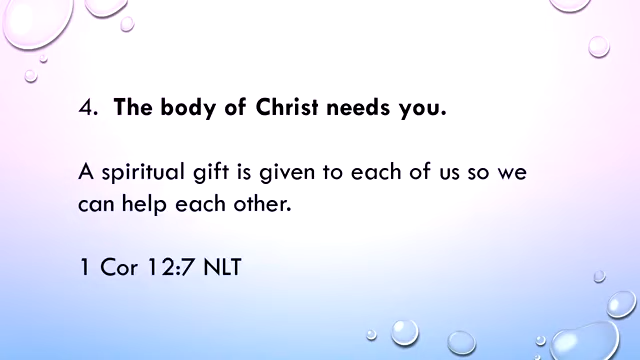 4. The body of Christ needs you.
A spiritual gift is given to each of us so we
can help each other.
1 Cor 12:7 NLT